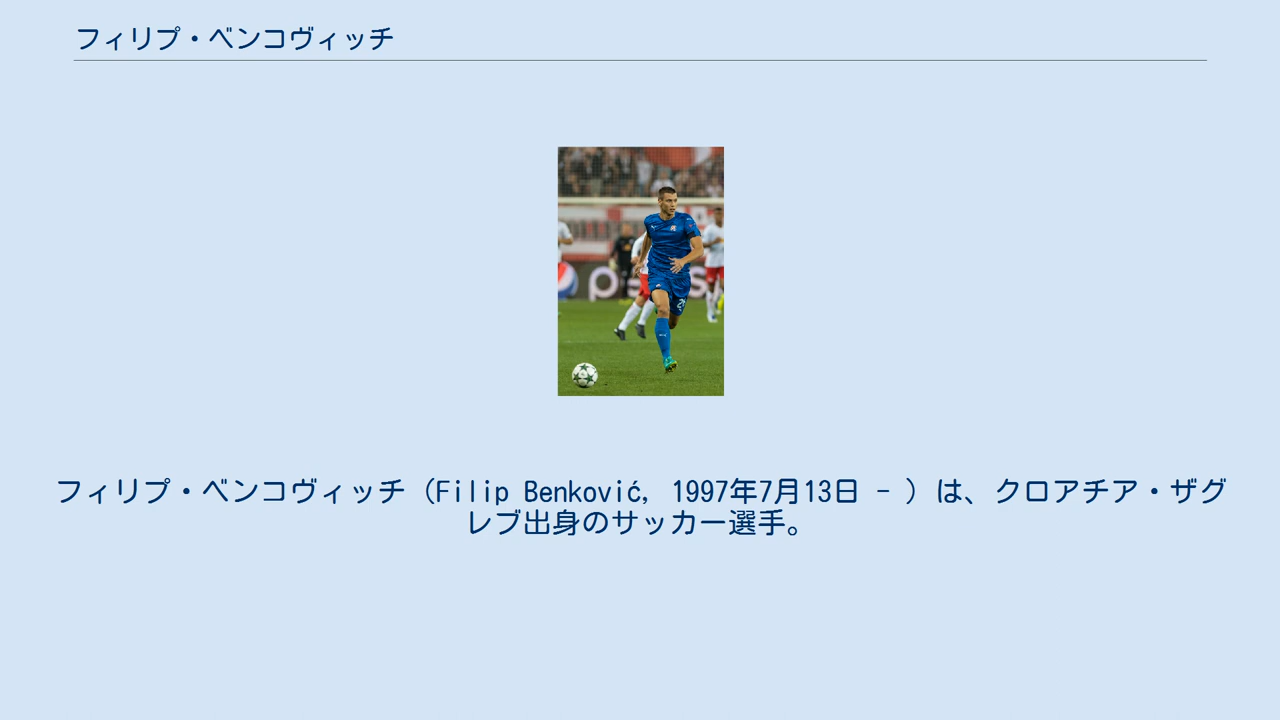 フィリプ・ベンコヴィッチ
フィリプ・ベンコヴィッチ（Filip Benković, 1997年7月13日 - ）は、クロアチア・ザグ
レブ出身のサッカー選手。